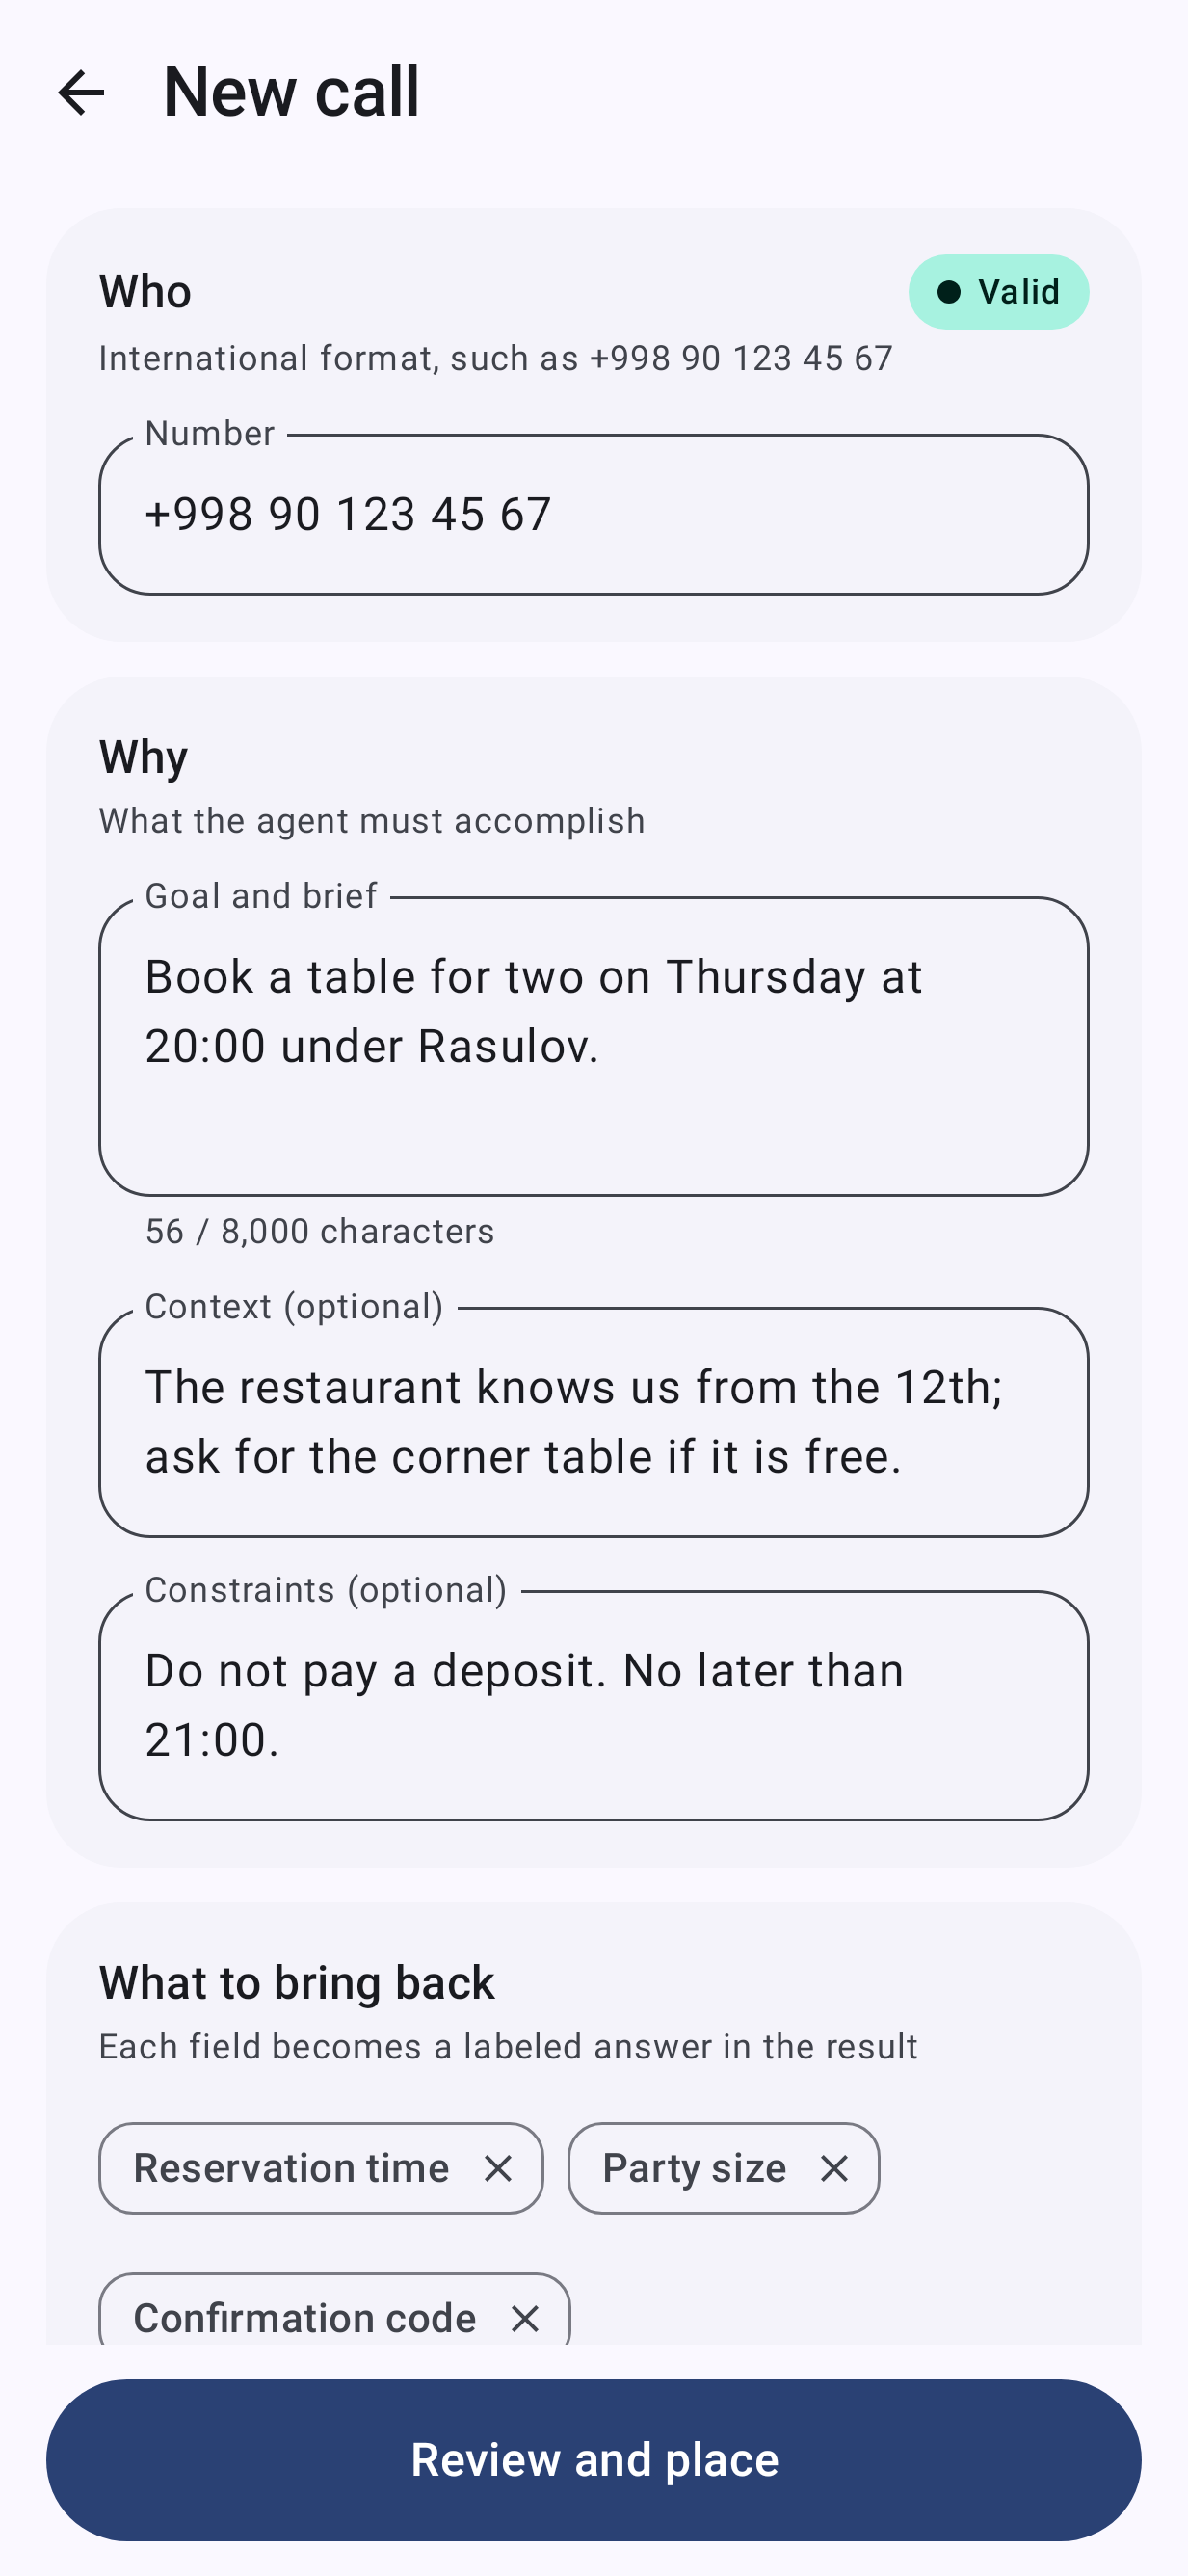 New call
Who
Valid
International format, such as +998 90 123 45 67
Number
+998 90 123 45 67
Why
What the agent must accomplish
Goal and brief
Book a table for two on Thursday at
20:00 under Rasulov.
56 / 8,000 characters
Context (optional)
The restaurant knows us from the 12th;
ask for the corner table if it is free.
Constraints (optional)
Do not pay a deposit. No later than
21:00.
What to bring back
Each field becomes a labeled answer in the result
Reservation time
Party size
Confirmation code
Review and place